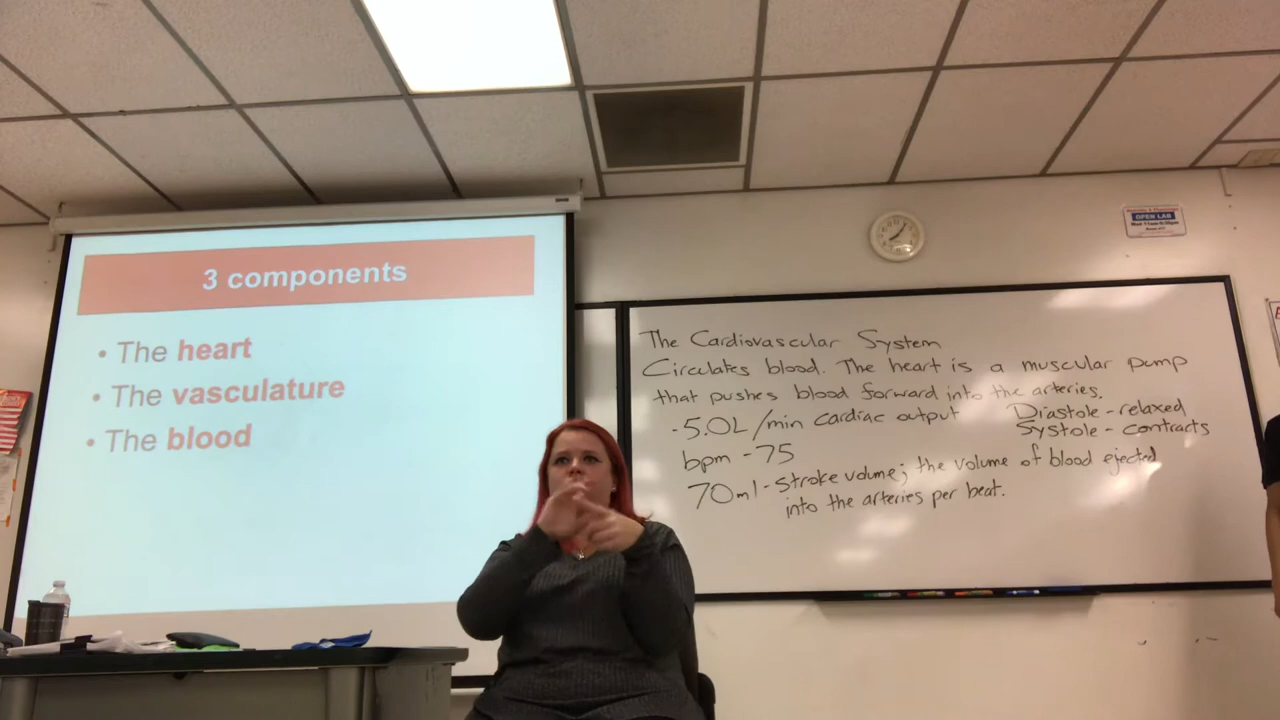 3 components
• The heart
• The vasculature
• The blood
OPEN LAB
The Cardiovascular System
Circulates blood. The heart is a muscular pump
that pushes blood forward into the arteries.
-5.0L/min cardiac output
Diastole - relaxed
Systole - contracts
bpm - 75
70ml - Stroke volume; the volume of blood ejected
into the arteries per beat.